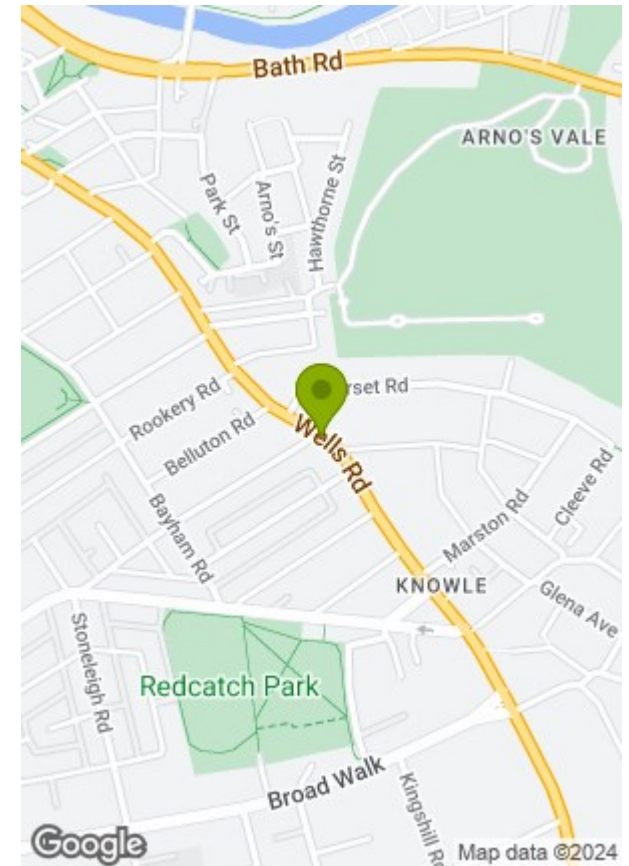 Bath Rd
ARNO'S VALE
Park St
Arno's St
Hawthorne St
rset Rd
Rookery Rd
Belluton Rd
Wells Rd
Bayham Rd
Marston Rd
Cleeve Rd
KNOWLE
Glena Ave
Stoneleigh Rd
Redcatch Park
Broad Walk
Kingshill Rd
Google
Map data ©2024